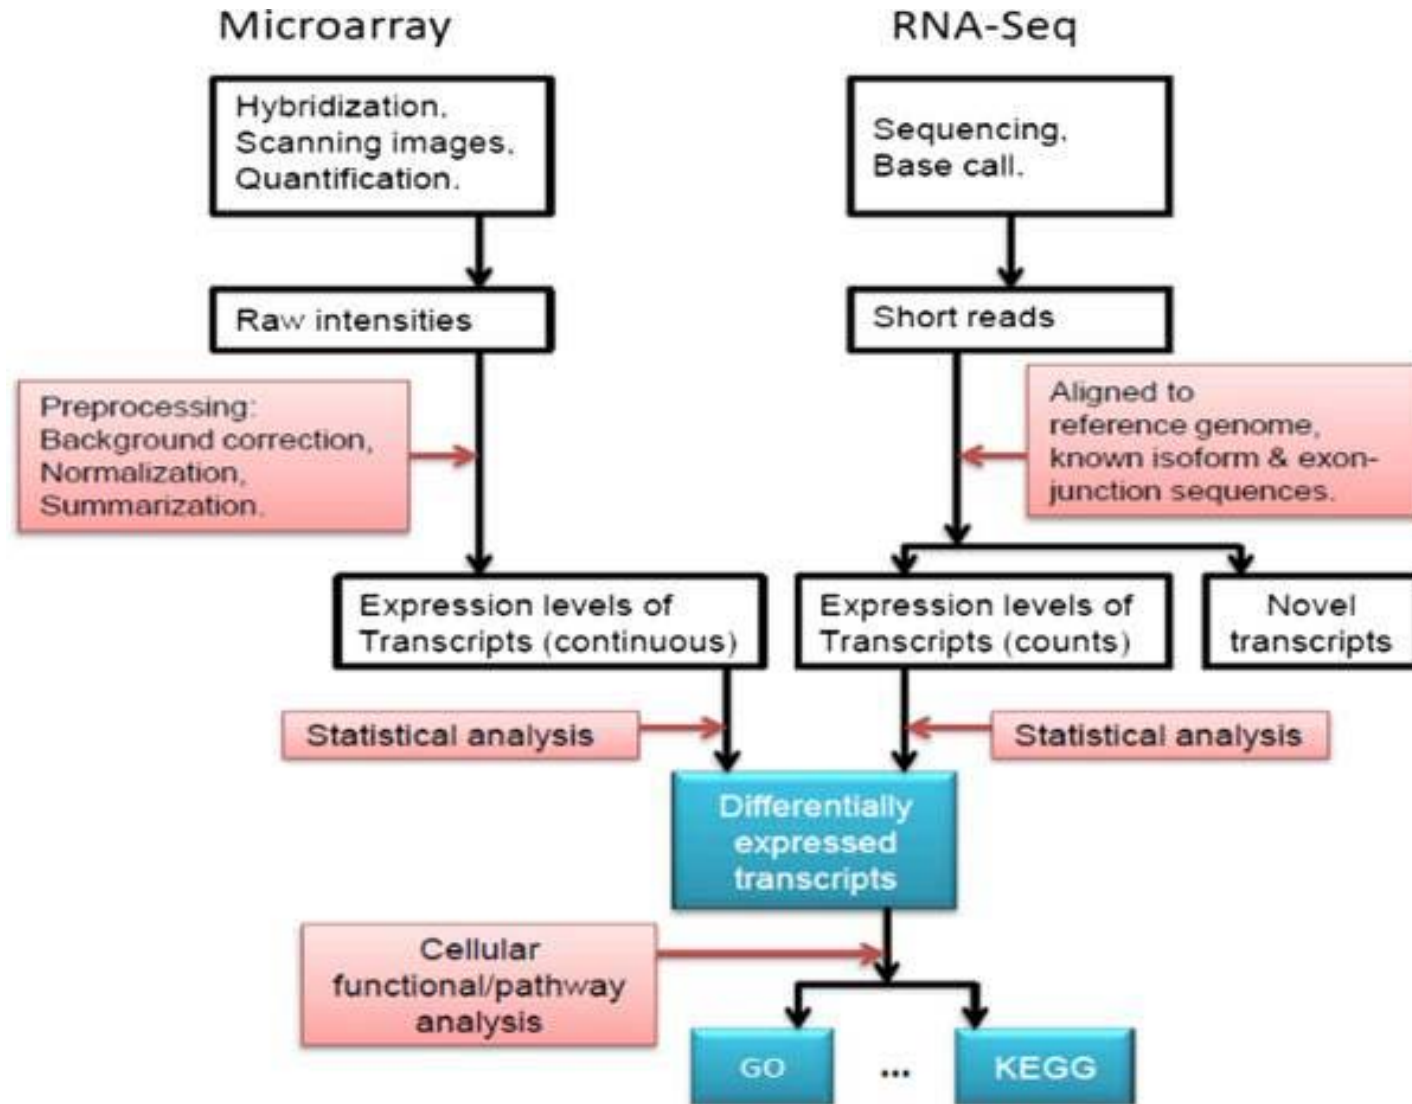 Microarray
RNA-Seq
Hybridization.
Scanning images.
Quantification.
Sequencing.
Base call.
Raw intensities
Short reads
Preprocessing:
Background correction,
Normalization,
Summarization.
Aligned to
reference genome,
known isoform & exon-
junction sequences.
Expression levels of
Transcripts (continuous)
Expression levels of
Transcripts (counts)
Novel
transcripts
Statistical analysis
Statistical analysis
Differentially
expressed
transcripts
Cellular
functional/pathway
analysis
GO
...
KEGG